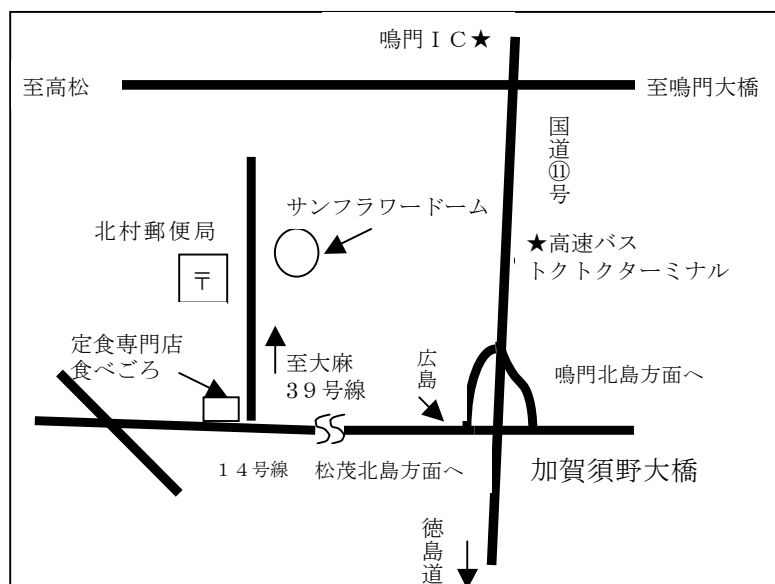 鳴門ＩＣ★
至高松
至鳴門大橋
国道⑪号
サンフラワードーム
北村郵便局
〒
★高速バス
トクトクターミナル
定食専門店
食べごろ
至大麻
３９号線
広島
鳴門北島方面へ
１４号線
松茂北島方面へ
加賀須野大橋
徳島道